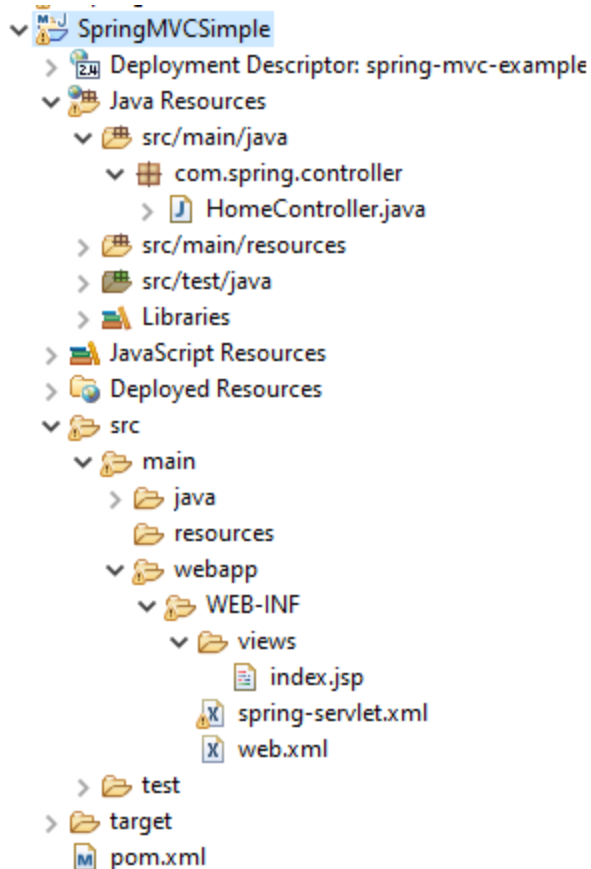 SpringMVCSimple
2.4 Deployment Descriptor: spring-mvc-example
Java Resources
src/main/java
com.spring.controller
J HomeController.java
src/main/resources
src/test/java
Libraries
JavaScript Resources
Deployed Resources
src
main
java
resources
webapp
WEB-INF
views
index.jsp
X spring-servlet.xml
X web.xml
test
target
M pom.xml